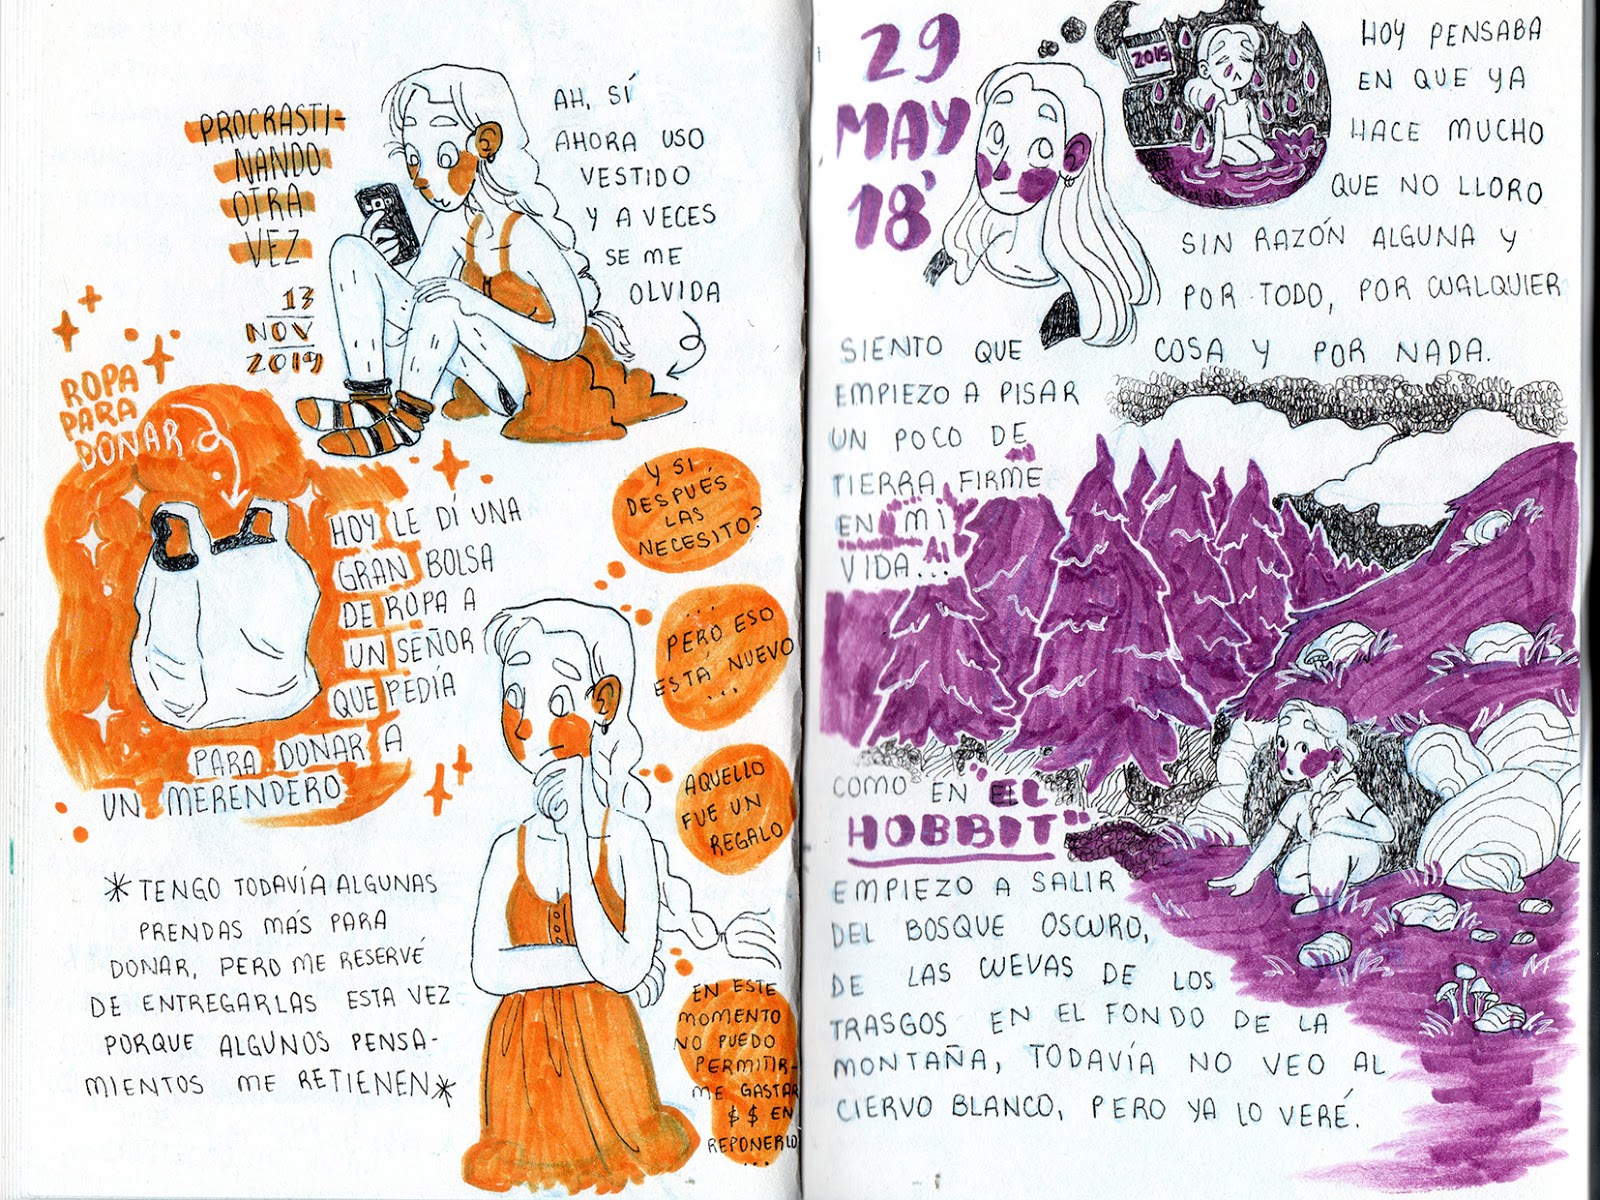 PROCRASTI-
NANDO
OTRA
VEZ
13
NOV
2019
AH, SÍ
AHORA USO
VESTIDO
Y A VECES
SE ME
OLVIDA
ROPA
PARA
DONAR
HOY LE DÍ UNA
GRAN BOLSA
DE ROPA A
UN SEÑOR
QUE PEDÍA
PARA DONAR A
UN MERENDERO
*TENGO TODAVÍA ALGUNAS
PRENDAS MÁS PARA
DONAR, PERO ME RESERVÉ
DE ENTREGARLAS ESTA VEZ
PORQUE ALGUNOS PENSA-
MIENTOS ME RETIENEN*
Y SI
DESPUÉS
LAS
NECESITO?
...
PERO ESO
ESTÁ NUEVO
...
AQUELLO
FUE UN
REGALO
EN ESTE
MOMENTO
NO PUEDO
PERMITIR-
ME GASTAR
$ $ EN
REPONERLO
...
29
MAY
18'
2015
HOY PENSABA
EN QUE YA
HACE MUCHO
QUE NO LLORO
SIN RAZÓN ALGUNA Y
POR TODO, POR CUALQUIER
COSA Y POR NADA.
SIENTO QUE
EMPIEZO A PISAR
UN POCO DE
TIERRA FIRME
EN MI
VIDA...
COMO EN "EL
HOBBIT"
EMPIEZO A SALIR
DEL BOSQUE OSCURO,
DE LAS CUEVAS DE LOS
TRASGOS EN EL FONDO DE LA
MONTAÑA, TODAVÍA NO VEO AL
CIERVO BLANCO, PERO YA LO VERÉ.